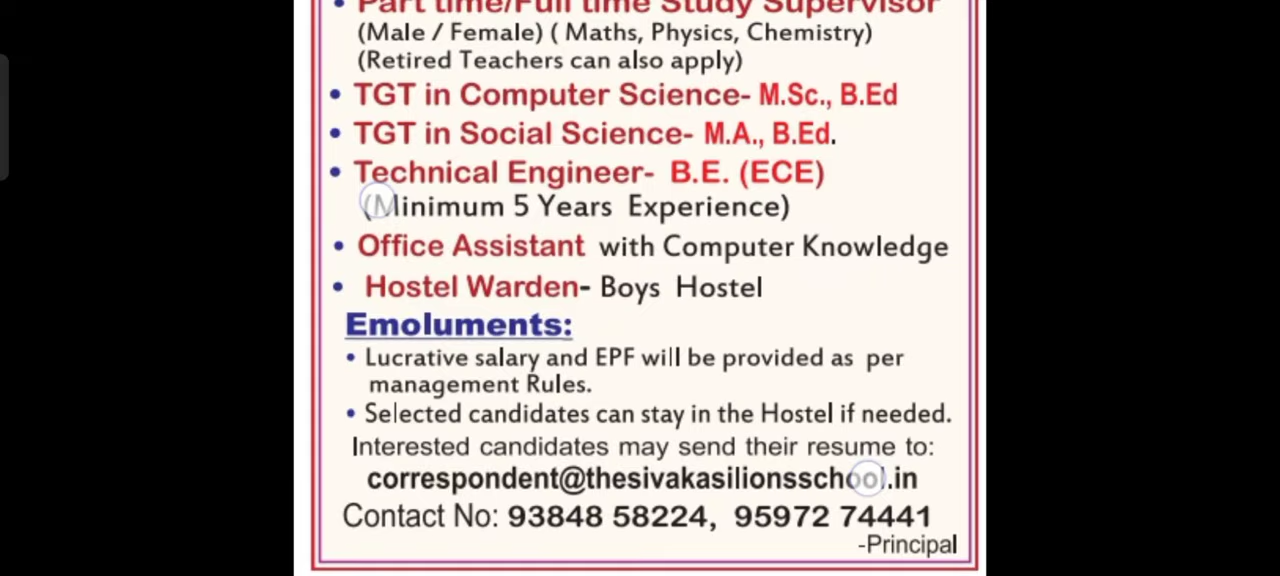 • Part time/Full time Study Supervisor
(Male / Female) ( Maths, Physics, Chemistry)
(Retired Teachers can also apply)
• TGT in Computer Science- M.Sc., B.Ed
• TGT in Social Science- M.A., B.Ed.
• Technical Engineer- B.E. (ECE)
(Minimum 5 Years Experience)
• Office Assistant with Computer Knowledge
• Hostel Warden- Boys Hostel
Emoluments:
• Lucrative salary and EPF will be provided as per
management Rules.
• Selected candidates can stay in the Hostel if needed.
Interested candidates may send their resume to:
correspondent@thesivakasilionsschool.in
Contact No: 93848 58224, 95972 74441
-Principal